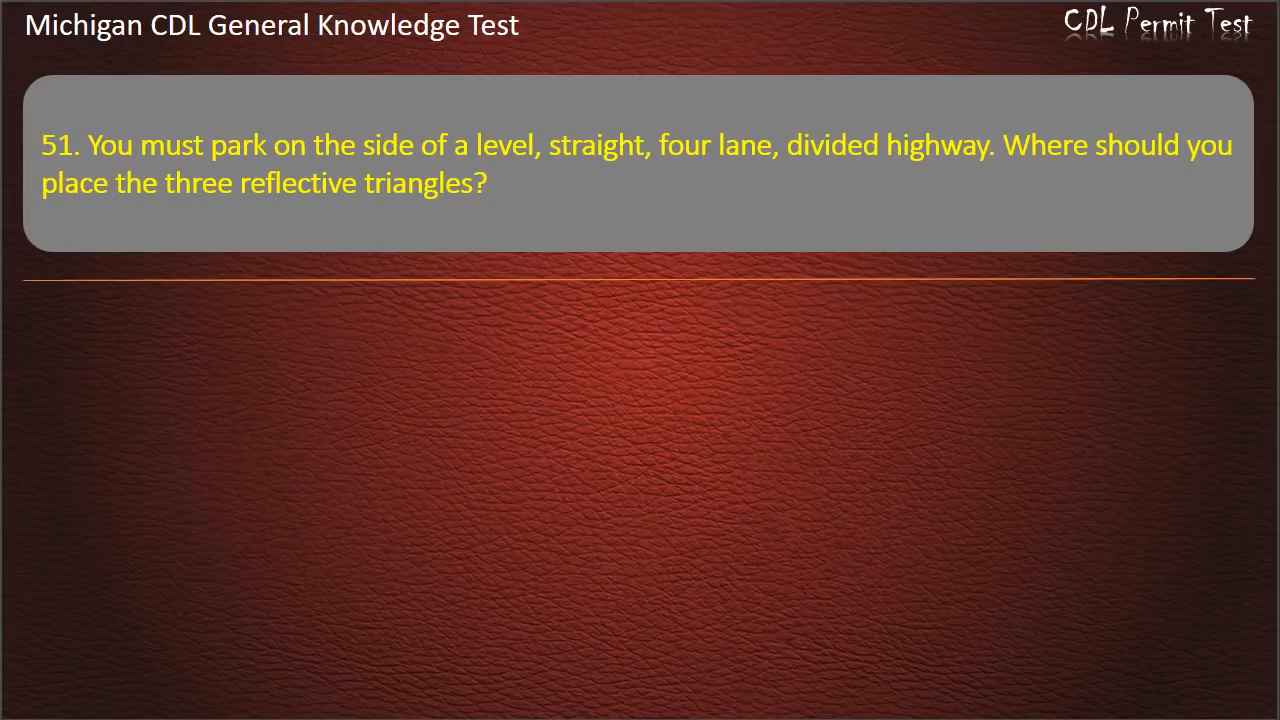 Michigan CDL General Knowledge Test
CDL Permit Test
51. You must park on the side of a level, straight, four lane, divided highway. Where should you
place the three reflective triangles?